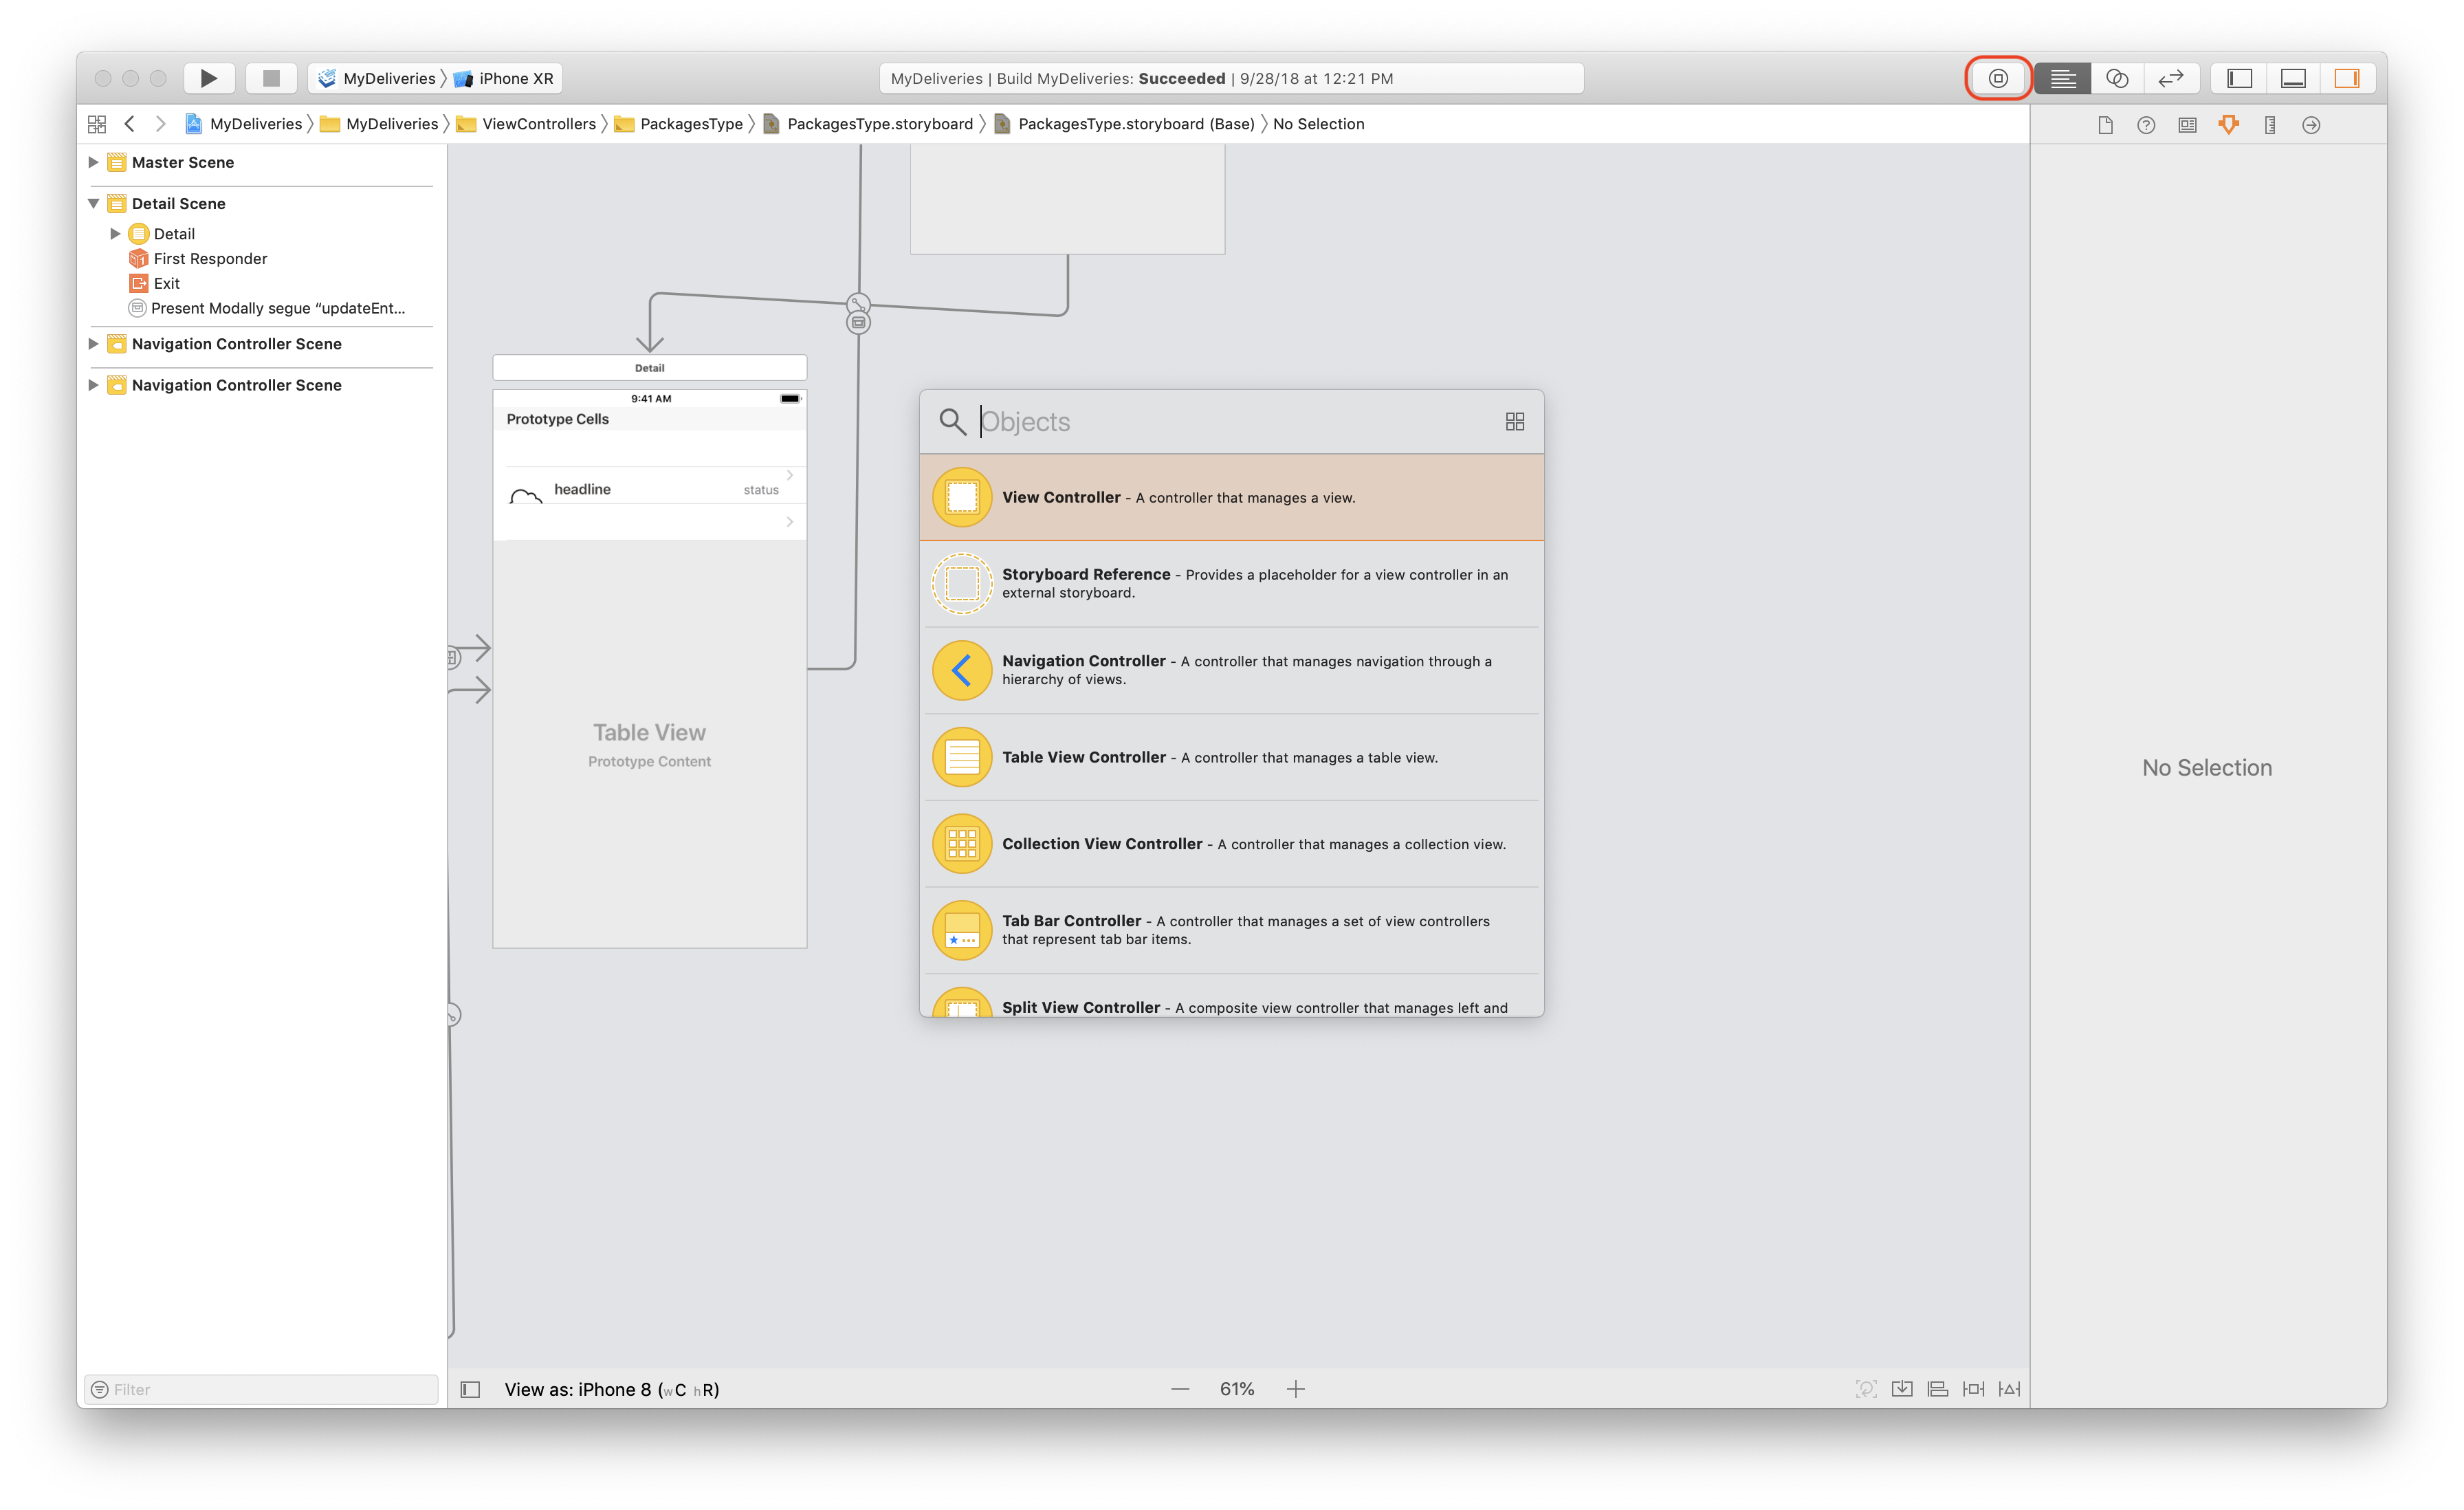 MyDeliveries iPhone XR
MyDeliveries | Build MyDeliveries: Succeeded | 9/28/18 at 12:21 PM
MyDeliveries MyDeliveries ViewControllers PackagesType PackagesType.storyboard PackagesType.storyboard (Base) No Selection
Master Scene
Detail Scene
Detail
First Responder
Exit
Present Modally segue “updateEnt...
Navigation Controller Scene
Navigation Controller Scene
Filter
Detail
9:41 AM
Prototype Cells
headline
status
Table View
Prototype Content
Objects
View Controller - A controller that manages a view.
Storyboard Reference - Provides a placeholder for a view controller in an
external storyboard.
Navigation Controller - A controller that manages navigation through a
hierarchy of views.
Table View Controller - A controller that manages a table view.
Collection View Controller - A controller that manages a collection view.
Tab Bar Controller - A controller that manages a set of view controllers
that represent tab bar items.
Split View Controller - A composite view controller that manages left and
No Selection
View as: iPhone 8 (wC hR)
61%